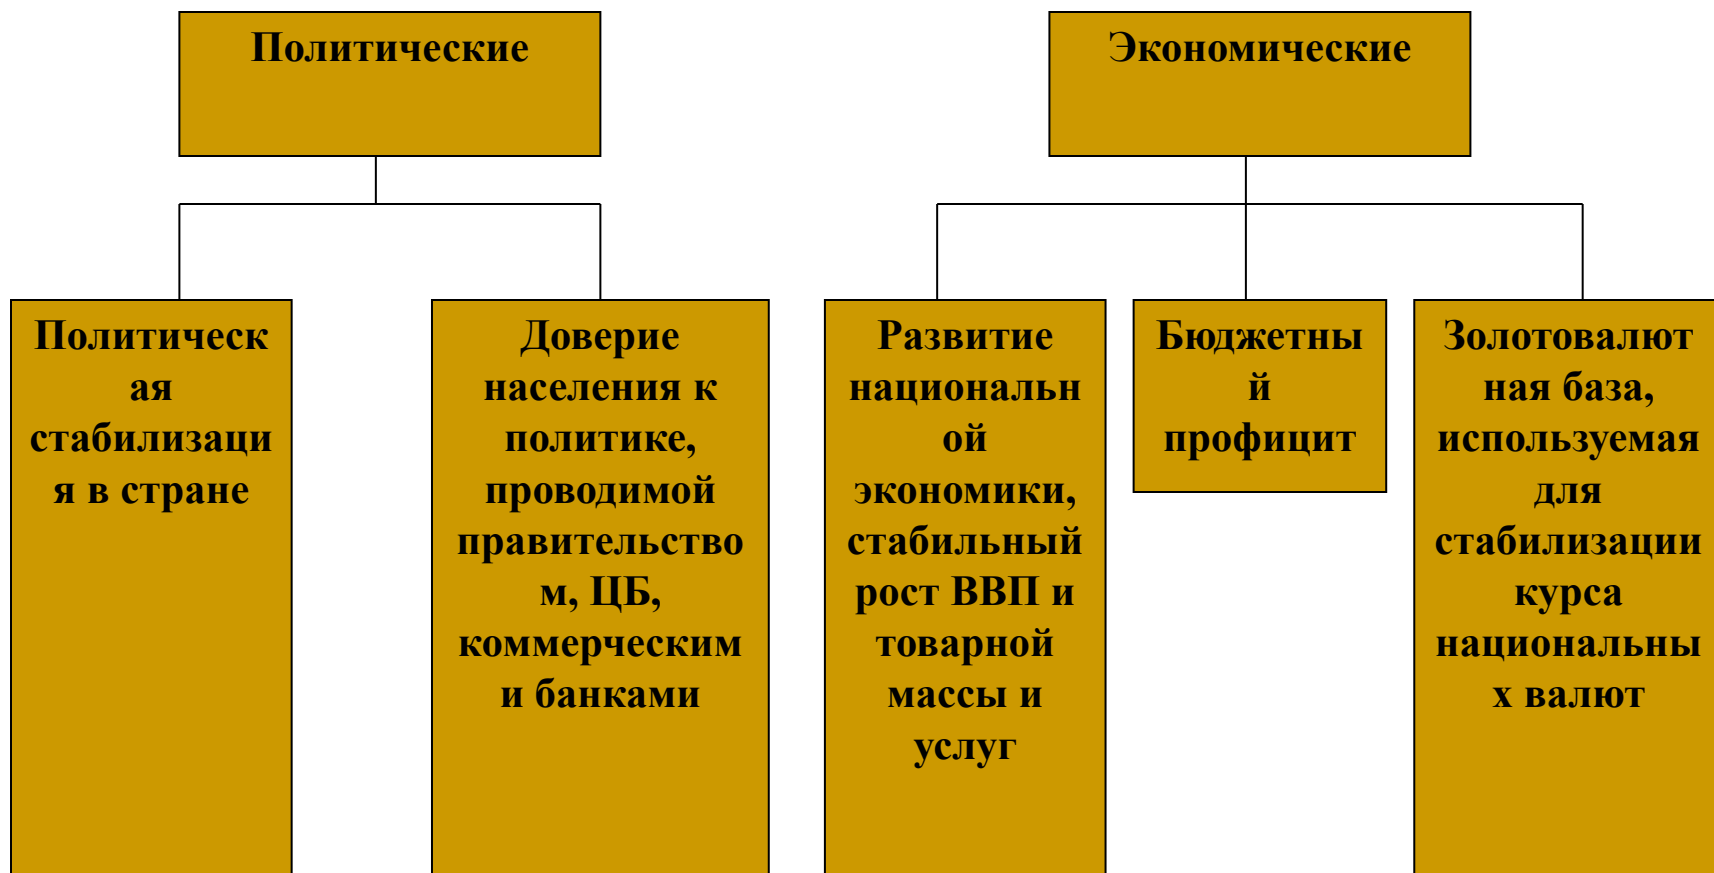 Политические
Экономические
Политическ
ая
стабилизаци
я в стране
Доверие
населения к
политике,
проводимой
правительство
м, ЦБ,
коммерческим
и банками
Развитие
национальн
ой
экономики,
стабильный
рост ВВП и
товарной
массы и
услуг
Бюджетны
й
профицит
Золотовалют
ная база,
используемая
для
стабилизации
курса
национальны
х валют